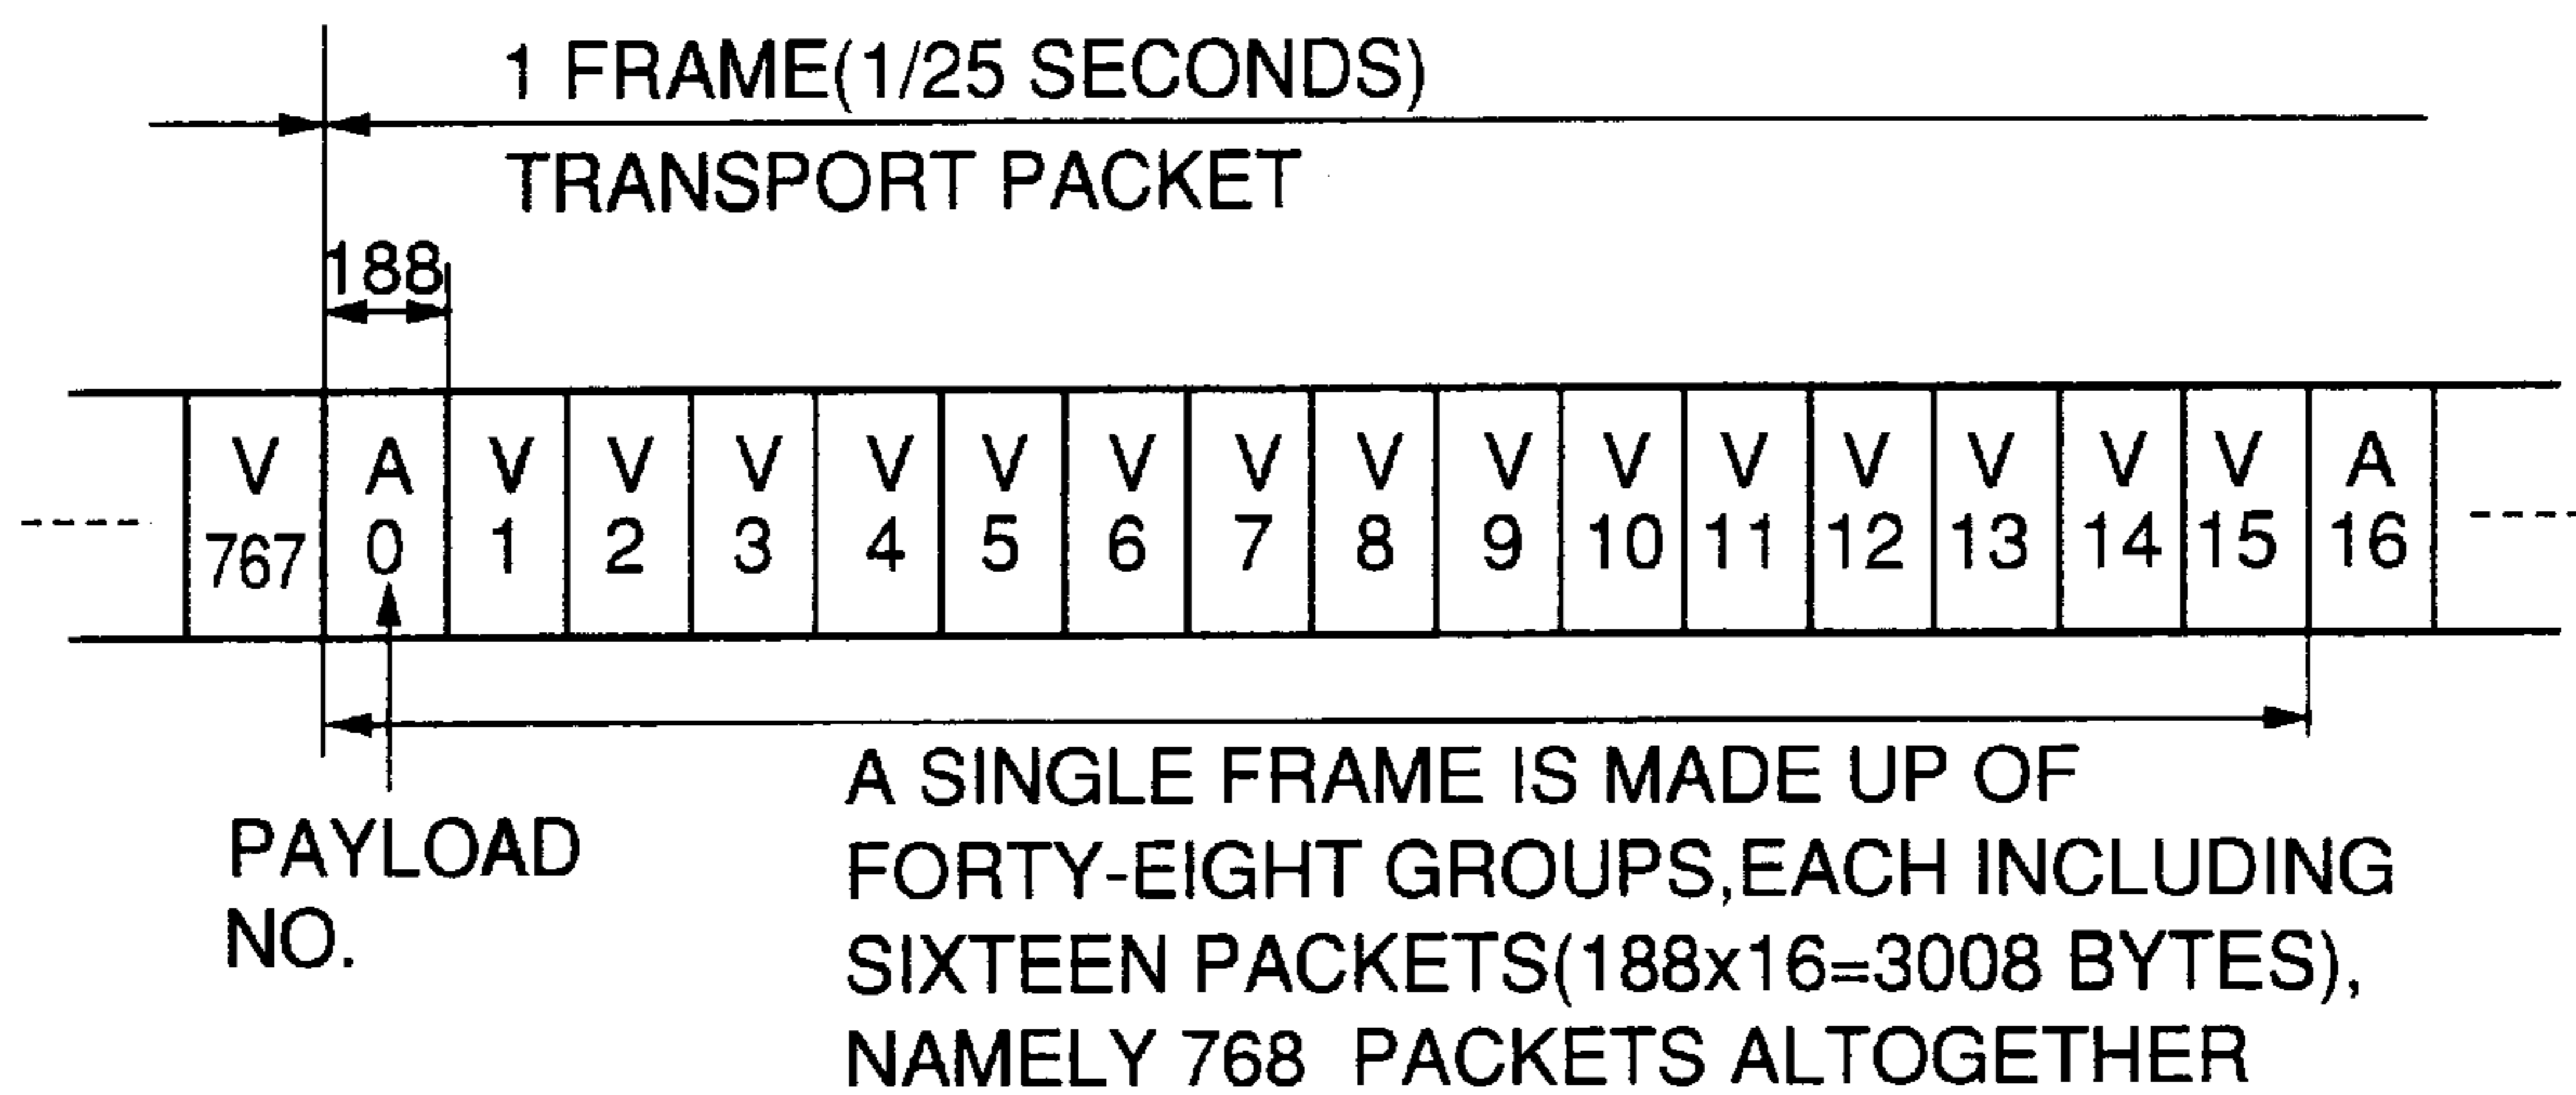 1 FRAME(1/25 SECONDS)
TRANSPORT PACKET
188
V A V V V V V V V V V V V V V V V A
767 0 1 2 3 4 5 6 7 8 9 10 11 12 13 14 15 16
PAYLOAD
NO.
A SINGLE FRAME IS MADE UP OF
FORTY-EIGHT GROUPS,EACH INCLUDING
SIXTEEN PACKETS(188x16=3008 BYTES),
NAMELY 768 PACKETS ALTOGETHER